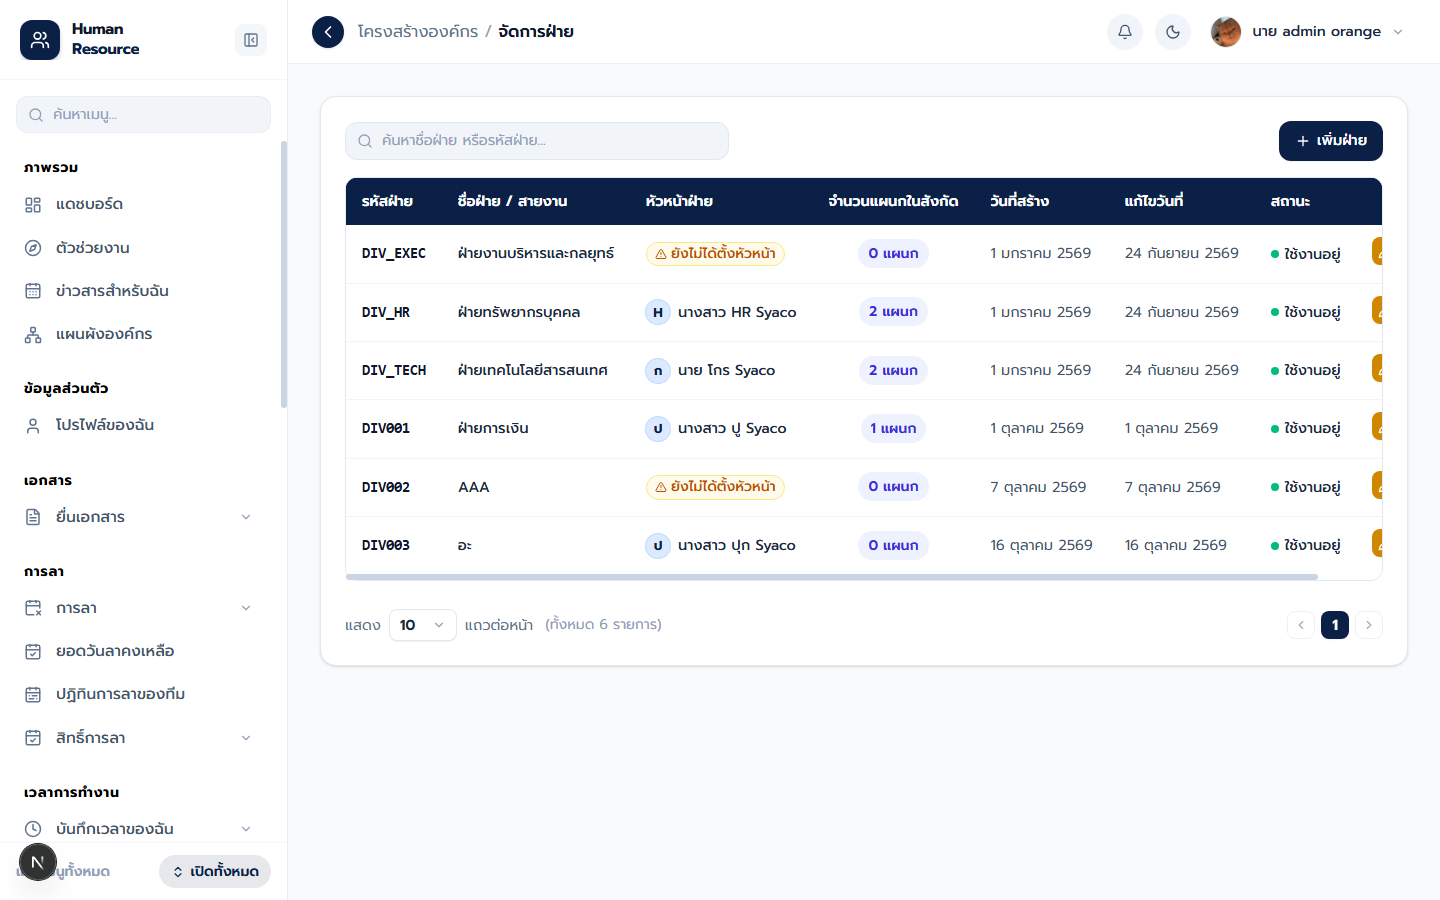 Human
Resource
ค้นหาเมนู...
ภาพรวม
แดชบอร์ด
ตัวช่วยงาน
ข่าวสารสำหรับฉัน
แผนผังองค์กร
ข้อมูลส่วนตัว
โปรไฟล์ของฉัน
เอกสาร
ยื่นเอกสาร
การลา
การลา
ยอดวันลาคงเหลือ
ปฏิทินการลาของทีม
สิทธิ์การลา
เวลาการทำงาน
บันทึกเวลาของฉัน
เปิดทั้งหมด
โครงสร้างองค์กร / จัดการฝ่าย
นาย admin orange
ค้นหาชื่อฝ่าย หรือรหัสฝ่าย...
+ เพิ่มฝ่าย
รหัสฝ่าย ชื่อฝ่าย / สายงาน หัวหน้าฝ่าย จำนวนแผนกในสังกัด วันที่สร้าง แก้ไขวันที่ สถานะ
DIV_EXEC ฝ่ายงานบริหารและกลยุทธ์ ยังไม่ได้ตั้งหัวหน้า 0 แผนก 1 มกราคม 2569 24 กันยายน 2569 ใช้งานอยู่
DIV_HR ฝ่ายทรัพยากรบุคคล H นางสาว HR Syaco 2 แผนก 1 มกราคม 2569 24 กันยายน 2569 ใช้งานอยู่
DIV_TECH ฝ่ายเทคโนโลยีสารสนเทศ ก นาย โกร Syaco 2 แผนก 1 มกราคม 2569 24 กันยายน 2569 ใช้งานอยู่
DIV001 ฝ่ายการเงิน ป นางสาว ปู Syaco 1 แผนก 1 ตุลาคม 2569 1 ตุลาคม 2569 ใช้งานอยู่
DIV002 AAA ยังไม่ได้ตั้งหัวหน้า 0 แผนก 7 ตุลาคม 2569 7 ตุลาคม 2569 ใช้งานอยู่
DIV003 อะ ป นางสาว ปุก Syaco 0 แผนก 16 ตุลาคม 2569 16 ตุลาคม 2569 ใช้งานอยู่
แสดง 10 แถวต่อหน้า (ทั้งหมด 6 รายการ)
1